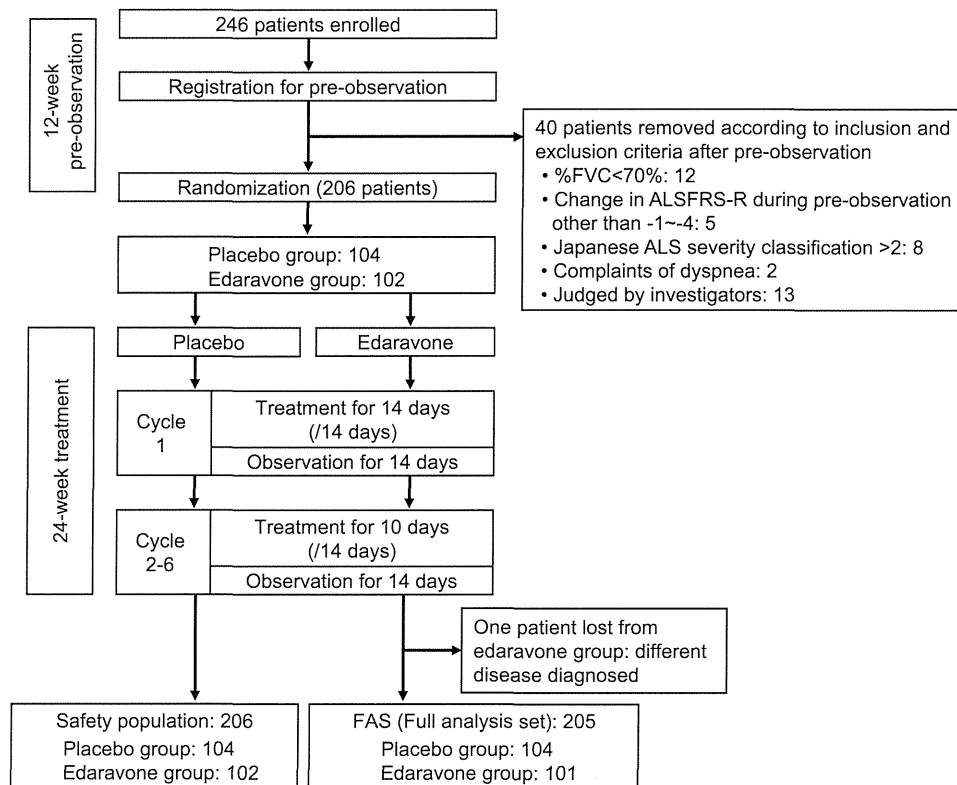 246 patients enrolled
12-week
pre-observation
Registration for pre-observation
40 patients removed according to inclusion and
exclusion criteria after pre-observation
• %FVC<70%: 12
• Change in ALSFRS-R during pre-observation
other than -1~-4: 5
• Japanese ALS severity classification >2: 8
• Complaints of dyspnea: 2
• Judged by investigators: 13
Randomization (206 patients)
Placebo group: 104
Edaravone group: 102
24-week treatment
Placebo
Edaravone
Cycle
1
Treatment for 14 days
(/14 days)
Observation for 14 days
Cycle
2-6
Treatment for 10 days
(/14 days)
Observation for 14 days
One patient lost from
edaravone group: different
disease diagnosed
Safety population: 206
Placebo group: 104
Edaravone group: 102
FAS (Full analysis set): 205
Placebo group: 104
Edaravone group: 101